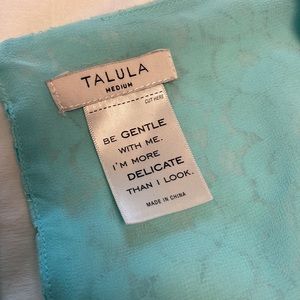 TALULA
MEDIUM
CUT HERE
BE GENTLE
WITH ME.
I'M MORE
DELICATE
THAN I LOOK.
MADE IN CHINA